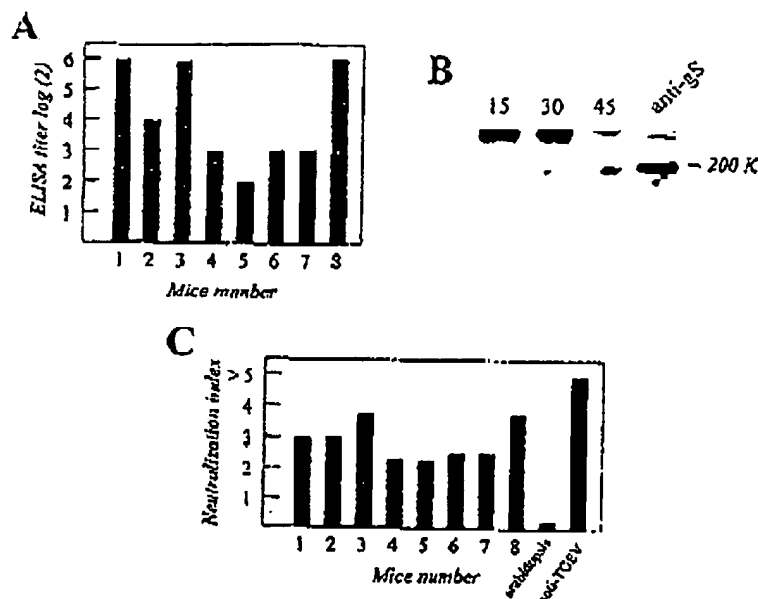 A
ELISA titer log (2)
6
5
4
3
2
1
1 2 3 4 5 6 7 8
Mice number
B
15 30 45 anti-gS
200 K
C
Neutralization index
> 5
4
3
2
1
1 2 3 4 5 6 7 8 arabidopsis
Mice number